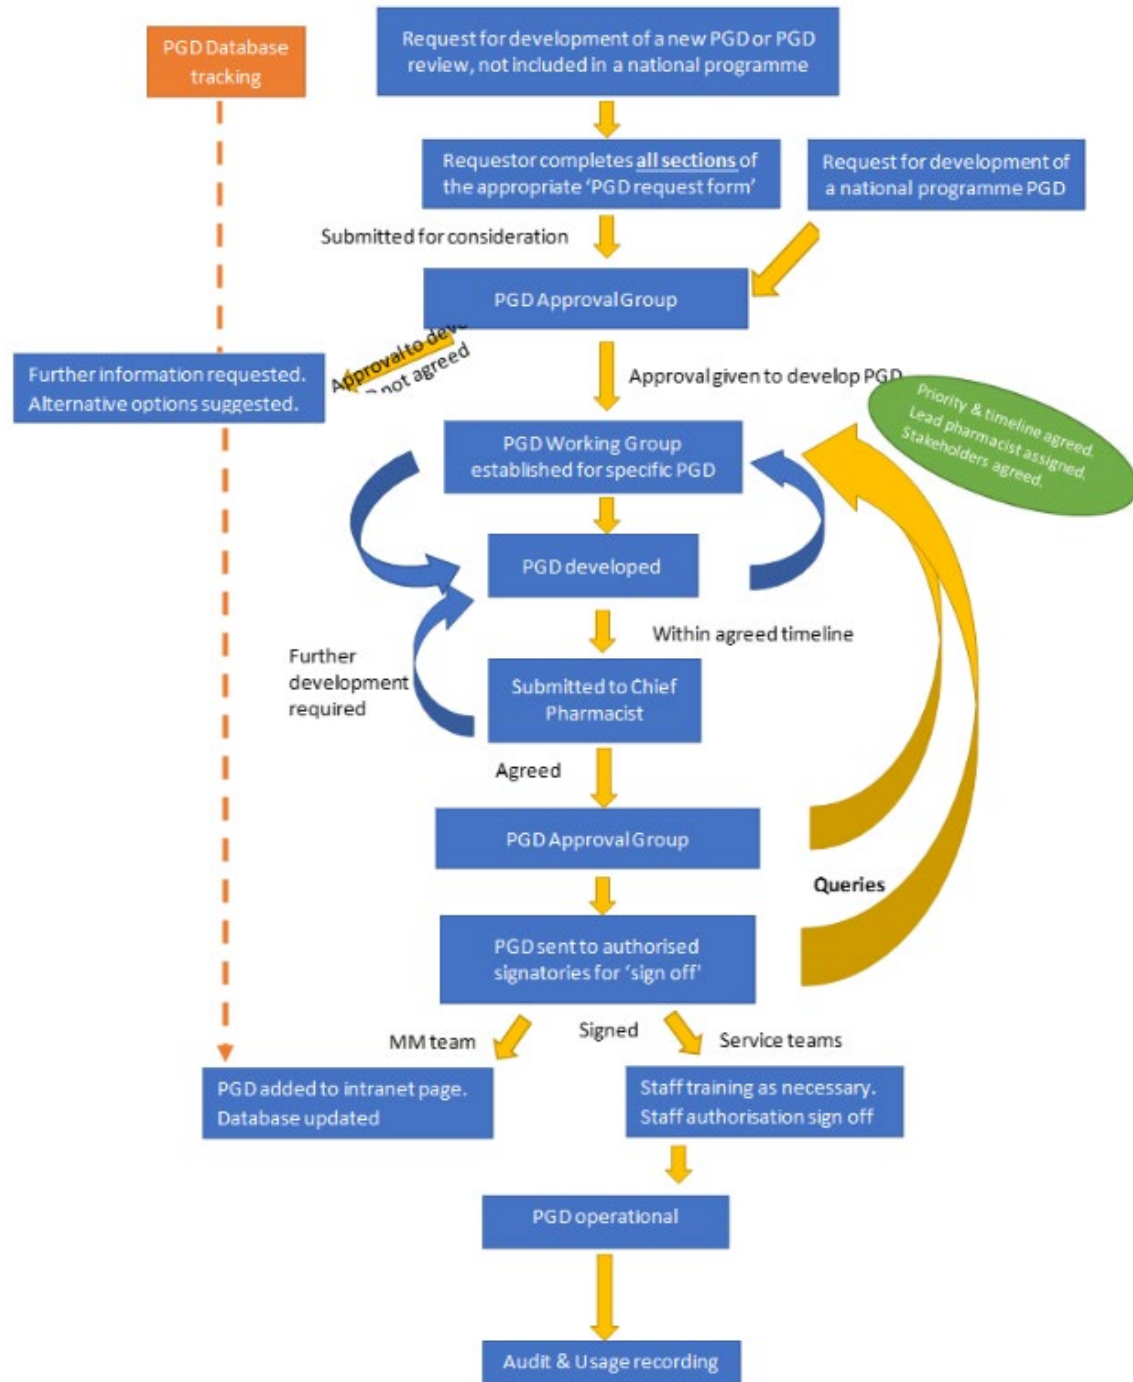 PGD Database
tracking
Request for development of a new PGD or PGD
review, not included in a national programme
Requestor completes all sections of
the appropriate ‘PGD request form’
Request for development of
a national programme PGD
Submitted for consideration
PGD Approval Group
Approval to deve
not agreed
Further information requested.
Alternative options suggested.
Approval given to develop PGD
Priority & timeline agreed.
Lead pharmacist assigned.
Stakeholders agreed.
PGD Working Group
established for specific PGD
PGD developed
Within agreed timeline
Further
development
required
Submitted to Chief
Pharmacist
Agreed
PGD Approval Group
Queries
PGD sent to authorised
signatories for ‘sign off’
MM team
Signed
Service teams
PGD added to intranet page.
Database updated
Staff training as necessary.
Staff authorisation sign off
PGD operational
Audit & Usage recording